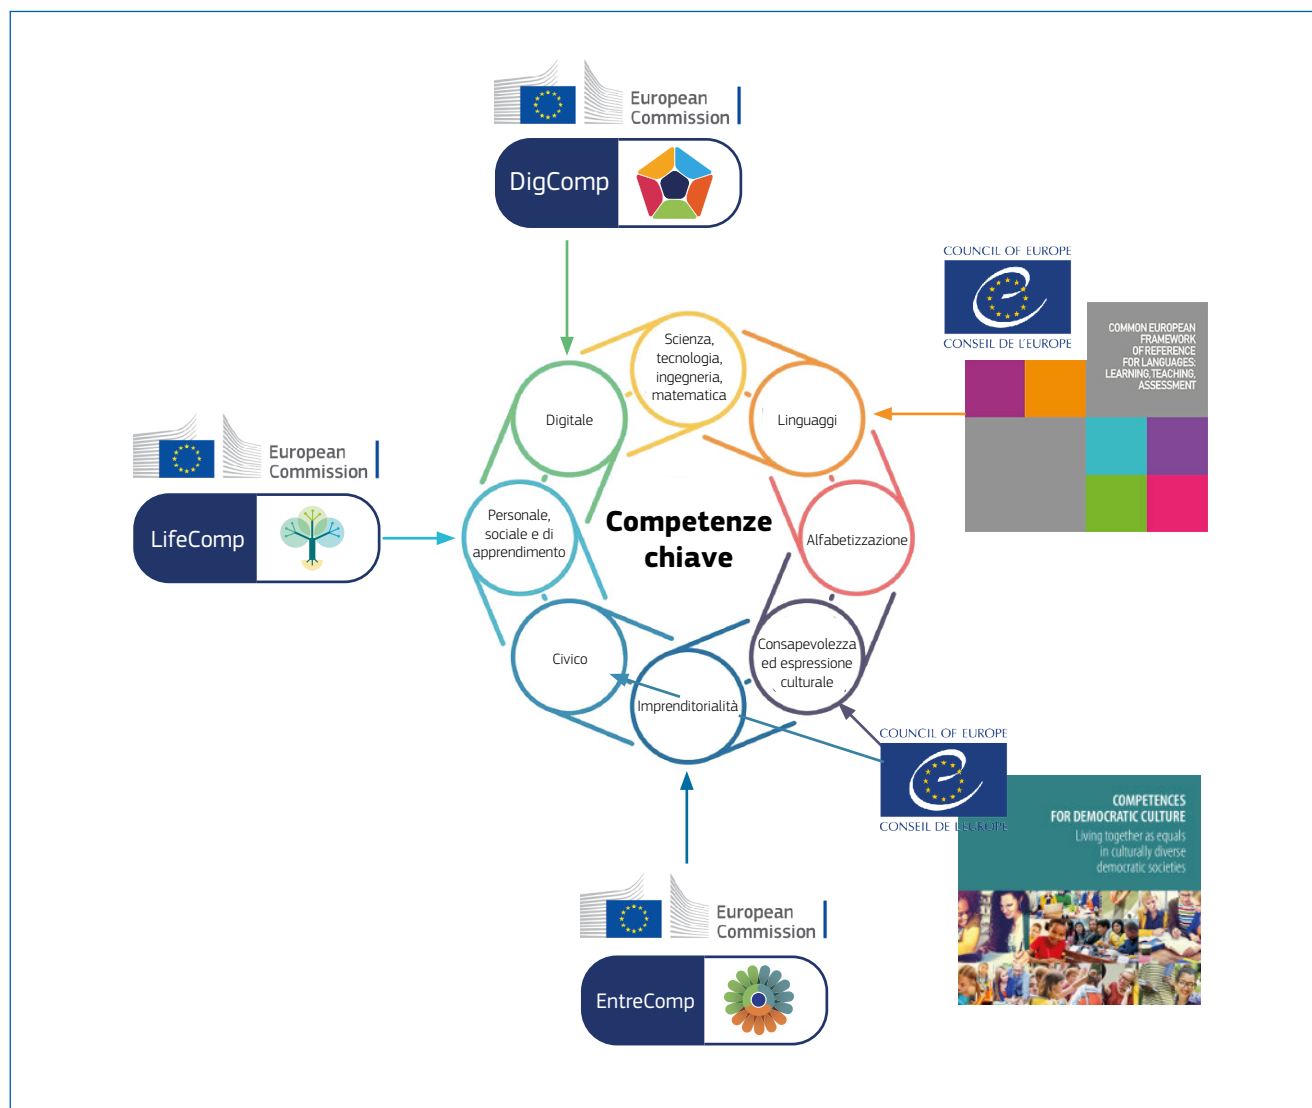 European
Commission
DigComp
COUNCIL OF EUROPE
CONSEIL DE L'EUROPE
COMMON EUROPEAN
FRAMEWORK
OF REFERENCE
FOR LANGUAGES:
LEARNING, TEACHING,
ASSESSMENT
Scienza,
tecnologia,
ingegneria,
matematica
Digitale
Linguaggi
European
Commission
LifeComp
Personale,
sociale e di
apprendimento
Competenze
chiave
Alfabetizzazione
Civico
Consapevolezza
ed espressione
culturale
Imprenditorialità
COUNCIL OF EUROPE
CONSEIL DE L'EUROPE
COMPETENCES
FOR DEMOCRATIC CULTURE
Living together as equals
in culturally diverse
democratic societies
European
Commission
EntreComp